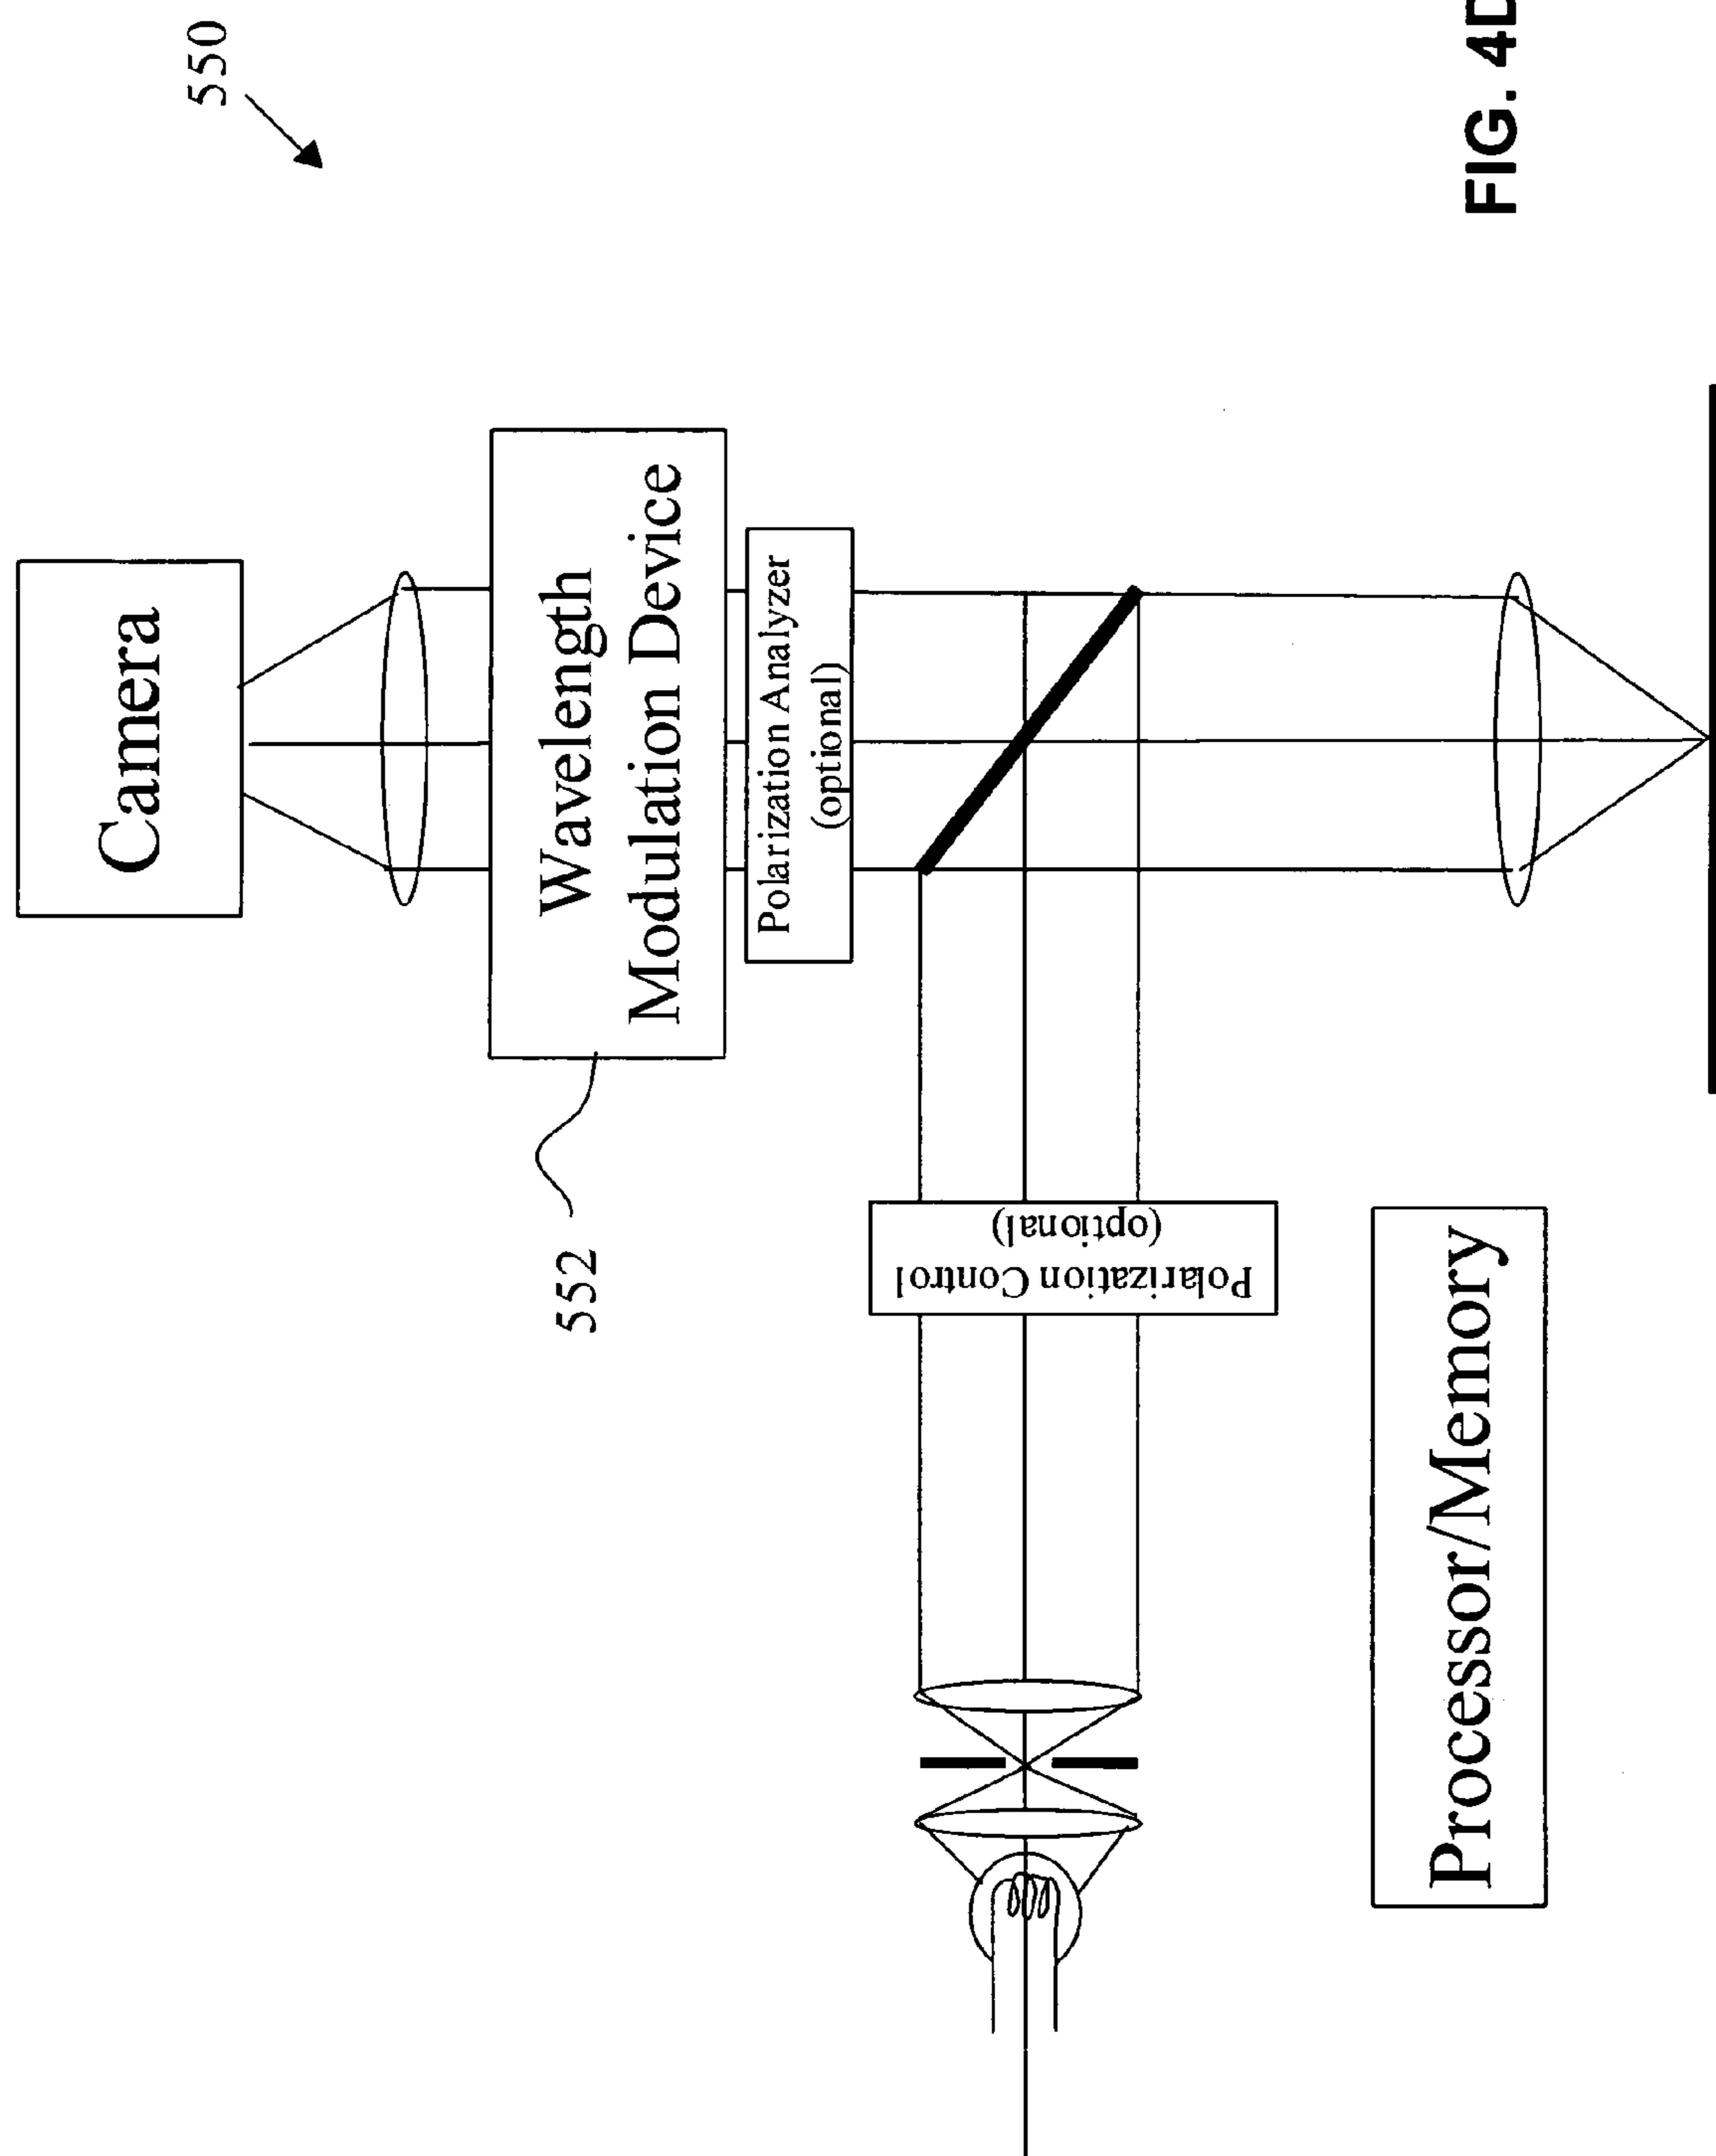 550
Camera
Wavelength
Modulation Device
552
Polarization Analyzer
(optional)
Polarization Control
(optional)
Processor/Memory
FIG. 4D